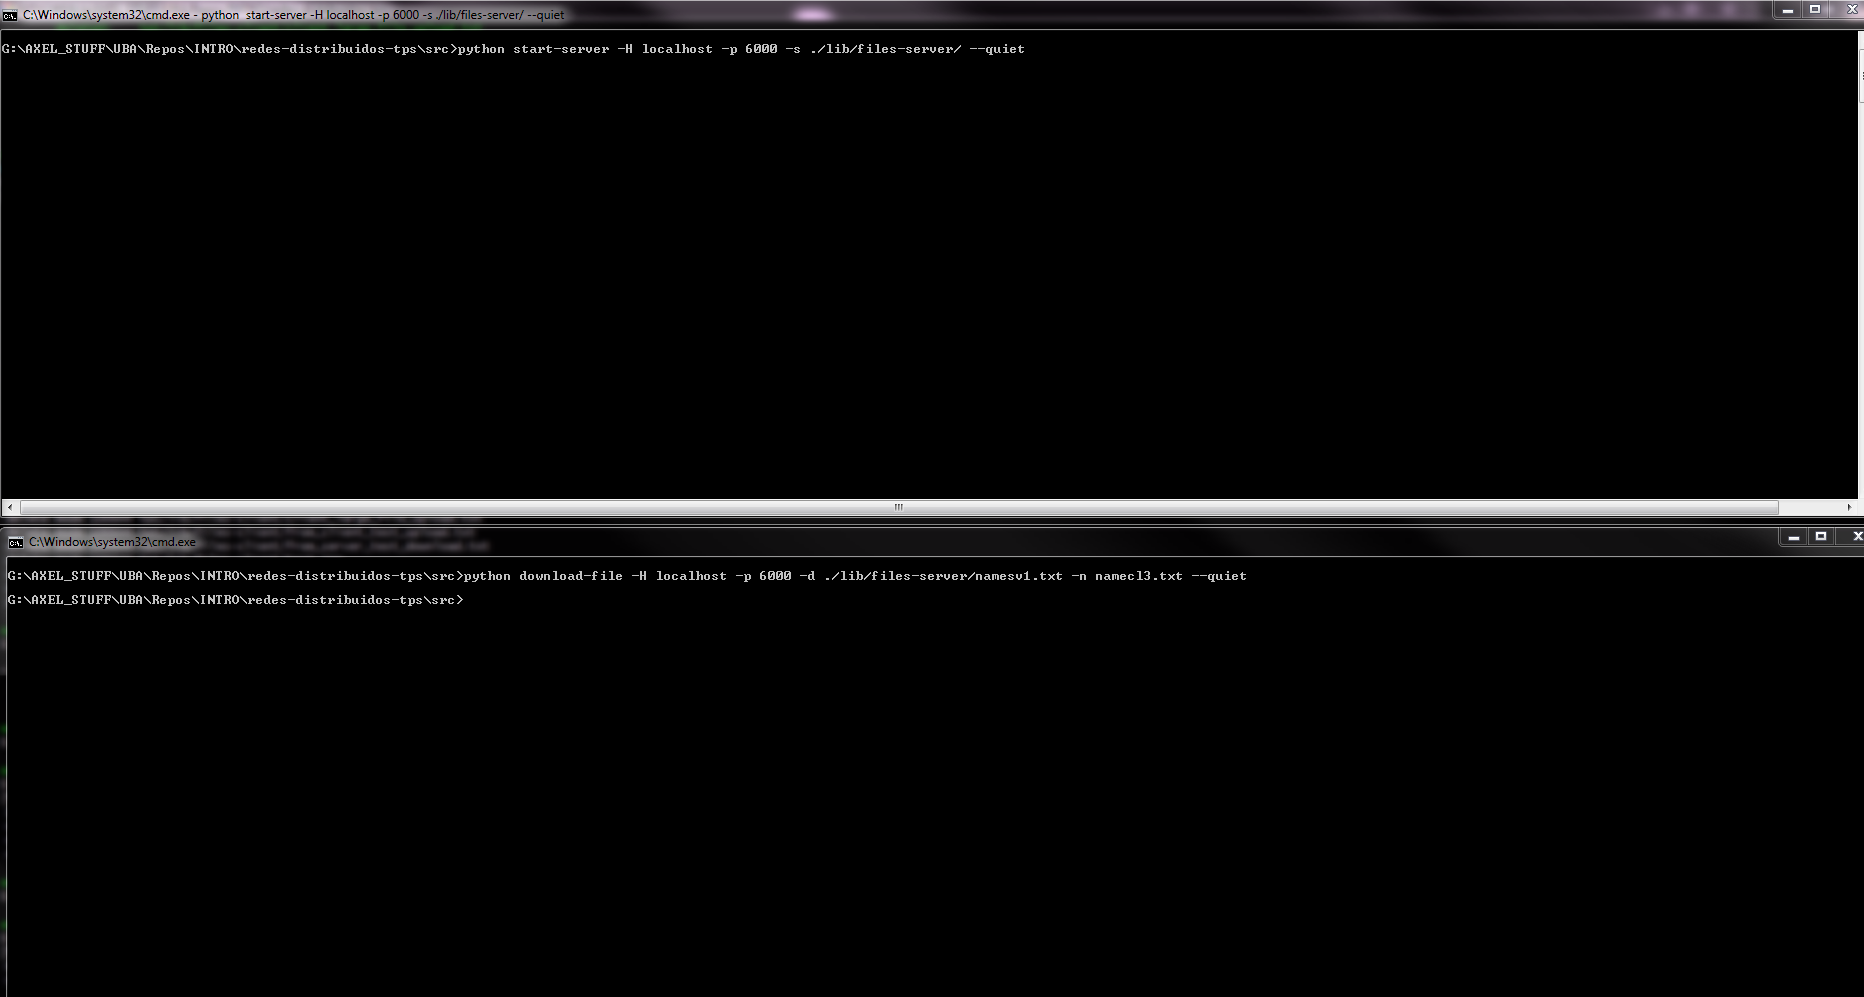 C:\Windows\system32\cmd.exe - python  start-server -H localhost -p 6000 -s ./lib/files-server/ --quiet
G:\AXEL_STUFF\UBA\Repos\INTRO\redes-distribuidos-tps\src>python start-server -H localhost -p 6000 -s ./lib/files-server/ --quiet
C:\Windows\system32\cmd.exe
G:\AXEL_STUFF\UBA\Repos\INTRO\redes-distribuidos-tps\src>python download-file -H localhost -p 6000 -d ./lib/files-server/namesv1.txt -n namecl3.txt --quiet
G:\AXEL_STUFF\UBA\Repos\INTRO\redes-distribuidos-tps\src>